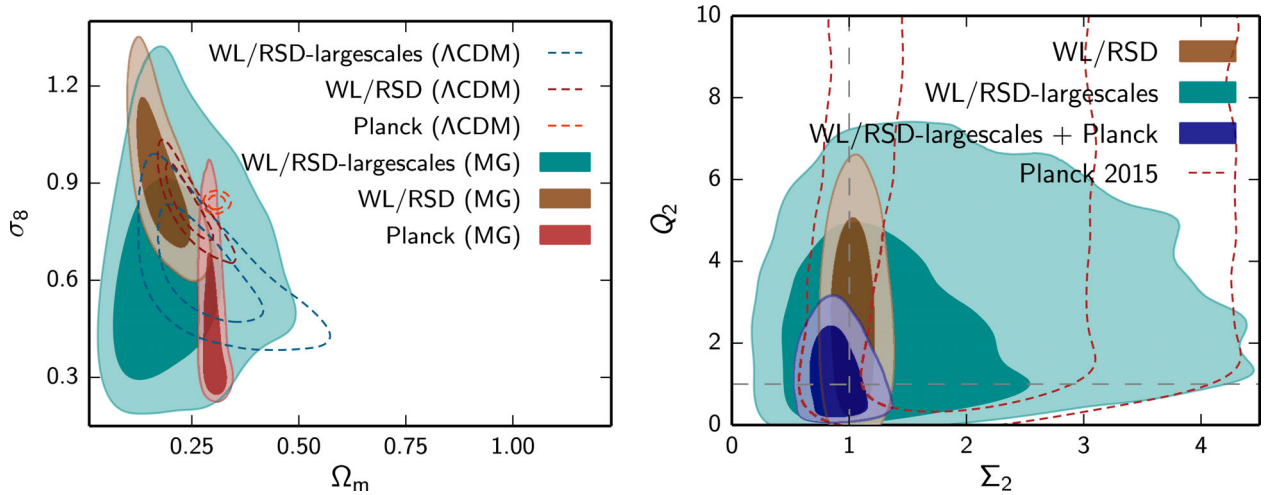 WL/RSD-largescales (ΛCDM)
WL/RSD (ΛCDM)
Planck (ΛCDM)
WL/RSD-largescales (MG)
WL/RSD (MG)
Planck (MG)
1.2
0.9
0.6
0.3
σ8
0.25
0.50
0.75
1.00
Ωm
WL/RSD
WL/RSD-largescales
WL/RSD-largescales + Planck
Planck 2015
10
8
6
4
2
0
Q2
0
1
2
3
4
Σ2